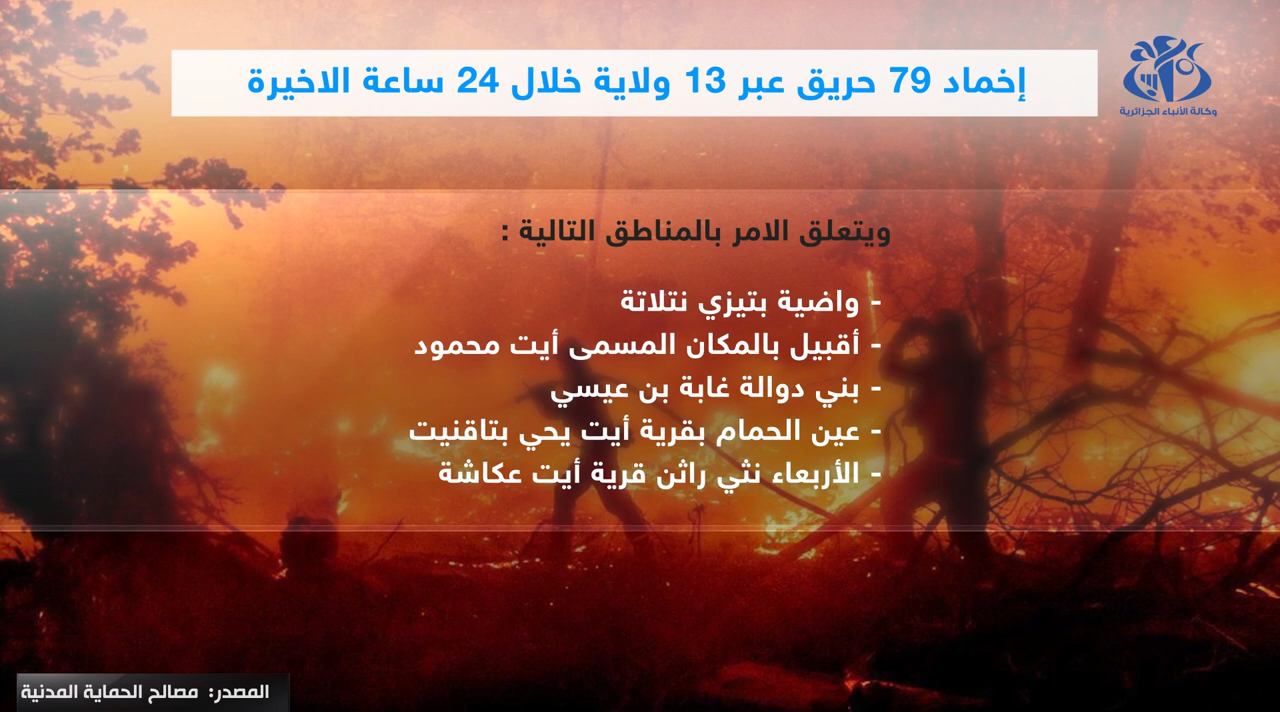 وكالة الأنباء الجزائرية
إخماد 79 حريق عبر 13 ولاية خلال 24 ساعة الاخيرة
ويتعلق الامر بالمناطق التالية :
- واضية بتيزي نتلاتة
- أقبيل بالمكان المسمى أيت محمود
- بني دوالة غابة بن عيسي
- عين الحمام بقرية أيت يحي بتاقنيت
- الأربعاء نثي راثن قرية أيت عكاشة
المصدر: مصالح الحماية المدنية